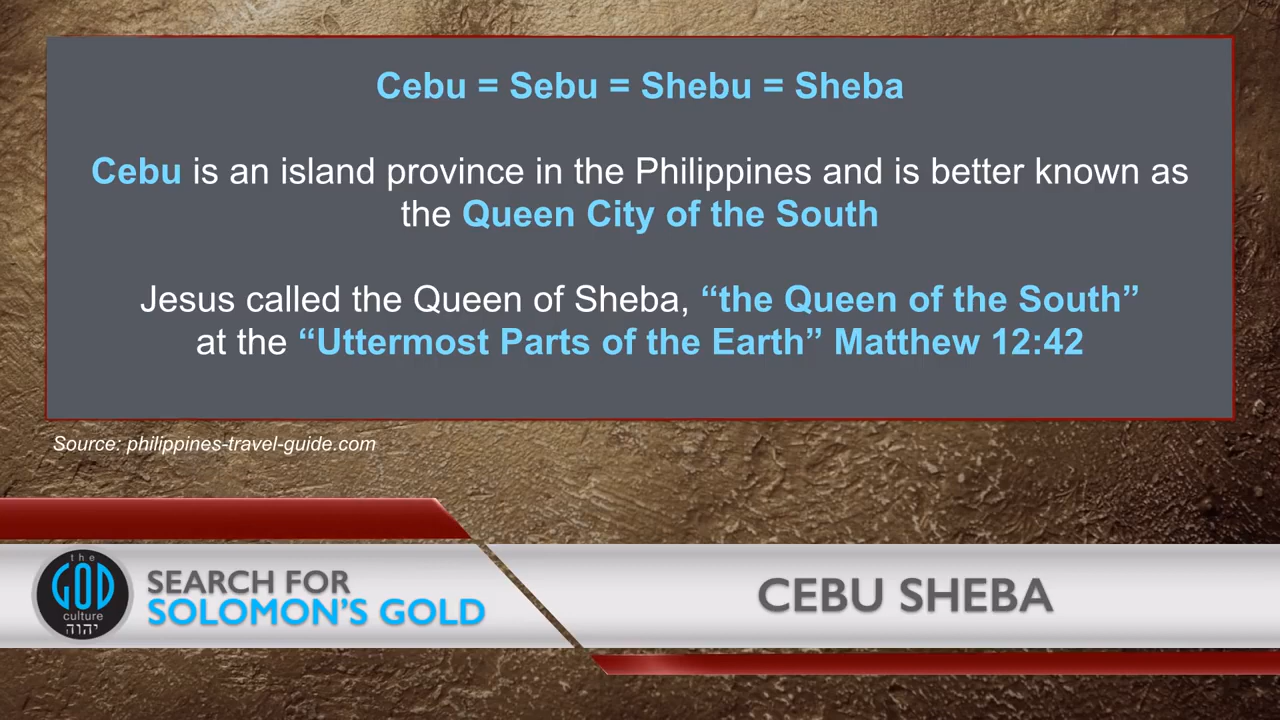 Cebu = Sebu = Shebu = Sheba
Cebu is an island province in the Philippines and is better known as
the Queen City of the South
Jesus called the Queen of Sheba, “the Queen of the South”
at the “Uttermost Parts of the Earth” Matthew 12:42
Source: philippines-travel-guide.com
the
GOD
culture
יהוה
SEARCH FOR
SOLOMON’S GOLD
CEBU SHEBA